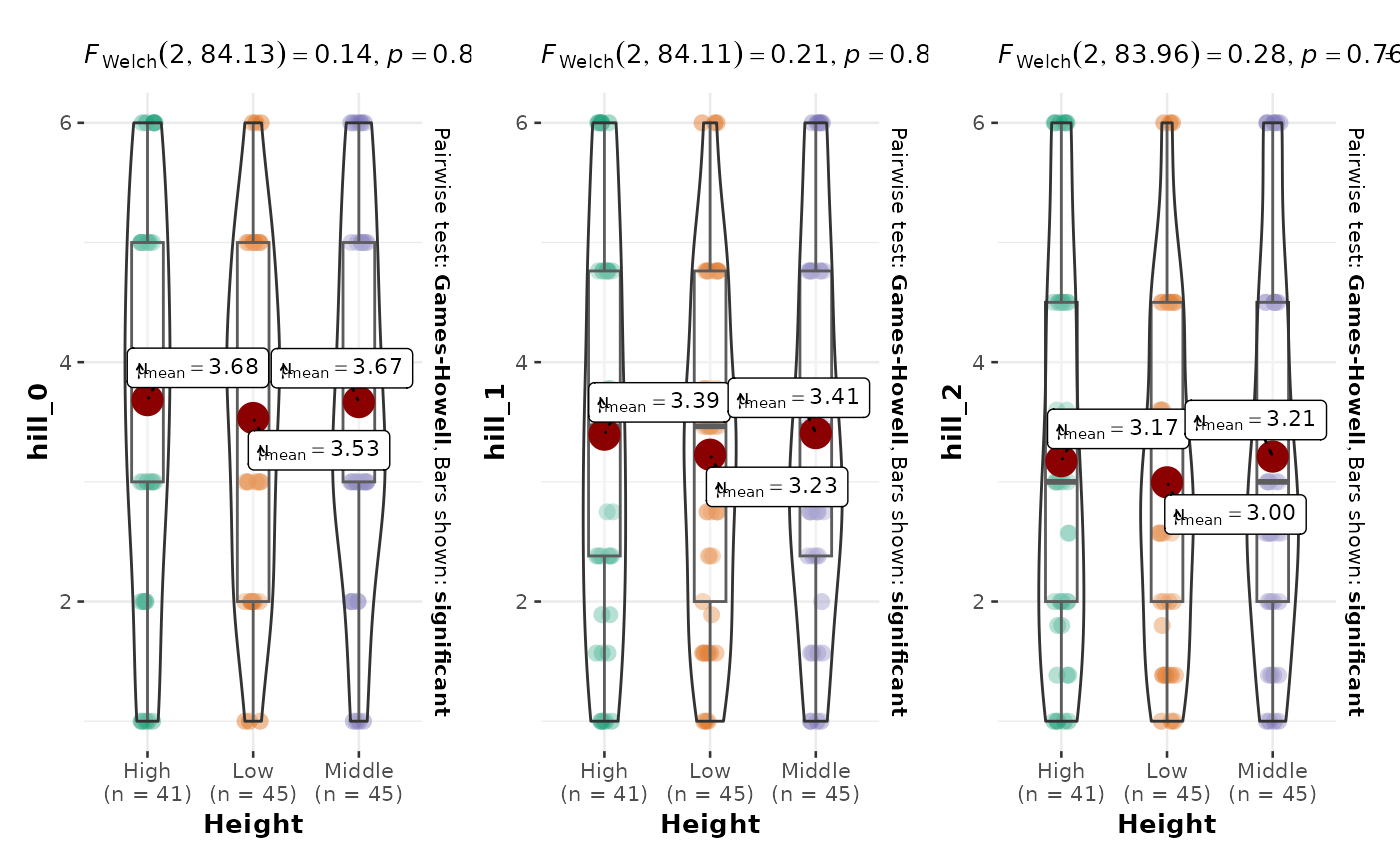 F Welch(2, 84.13) = 0.14, p = 0.8
6
4
2
hill_0
μ̂mean = 3.68
μ̂mean = 3.67
μ̂mean = 3.53
Pairwise test: Games-Howell, Bars shown: significant
High Low Middle
(n = 41) (n = 45) (n = 45)
Height
F Welch(2, 84.11) = 0.21, p = 0.8
6
4
2
hill_1
μ̂mean = 3.39
μ̂mean = 3.41
μ̂mean = 3.23
Pairwise test: Games-Howell, Bars shown: significant
High Low Middle
(n = 41) (n = 45) (n = 45)
Height
F Welch(2, 83.96) = 0.28, p = 0.76
6
4
2
hill_2
μ̂mean = 3.17
μ̂mean = 3.21
μ̂mean = 3.00
Pairwise test: Games-Howell, Bars shown: significant
High Low Middle
(n = 41) (n = 45) (n = 45)
Height